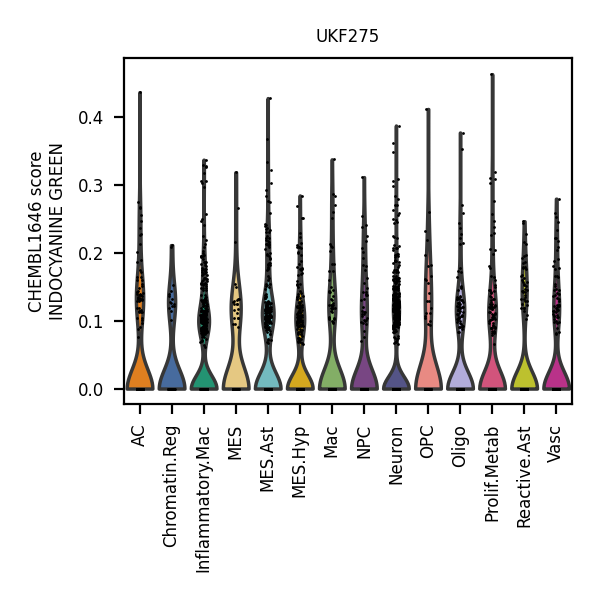 UKF275
CHEMBL1646 score
INDOCYANINE GREEN
0.4
0.3
0.2
0.1
0.0
AC
Chromatin.Reg
Inflammatory.Mac
MES
MES.Ast
MES.Hyp
Mac
NPC
Neuron
OPC
Oligo
Prolif.Metab
Reactive.Ast
Vasc